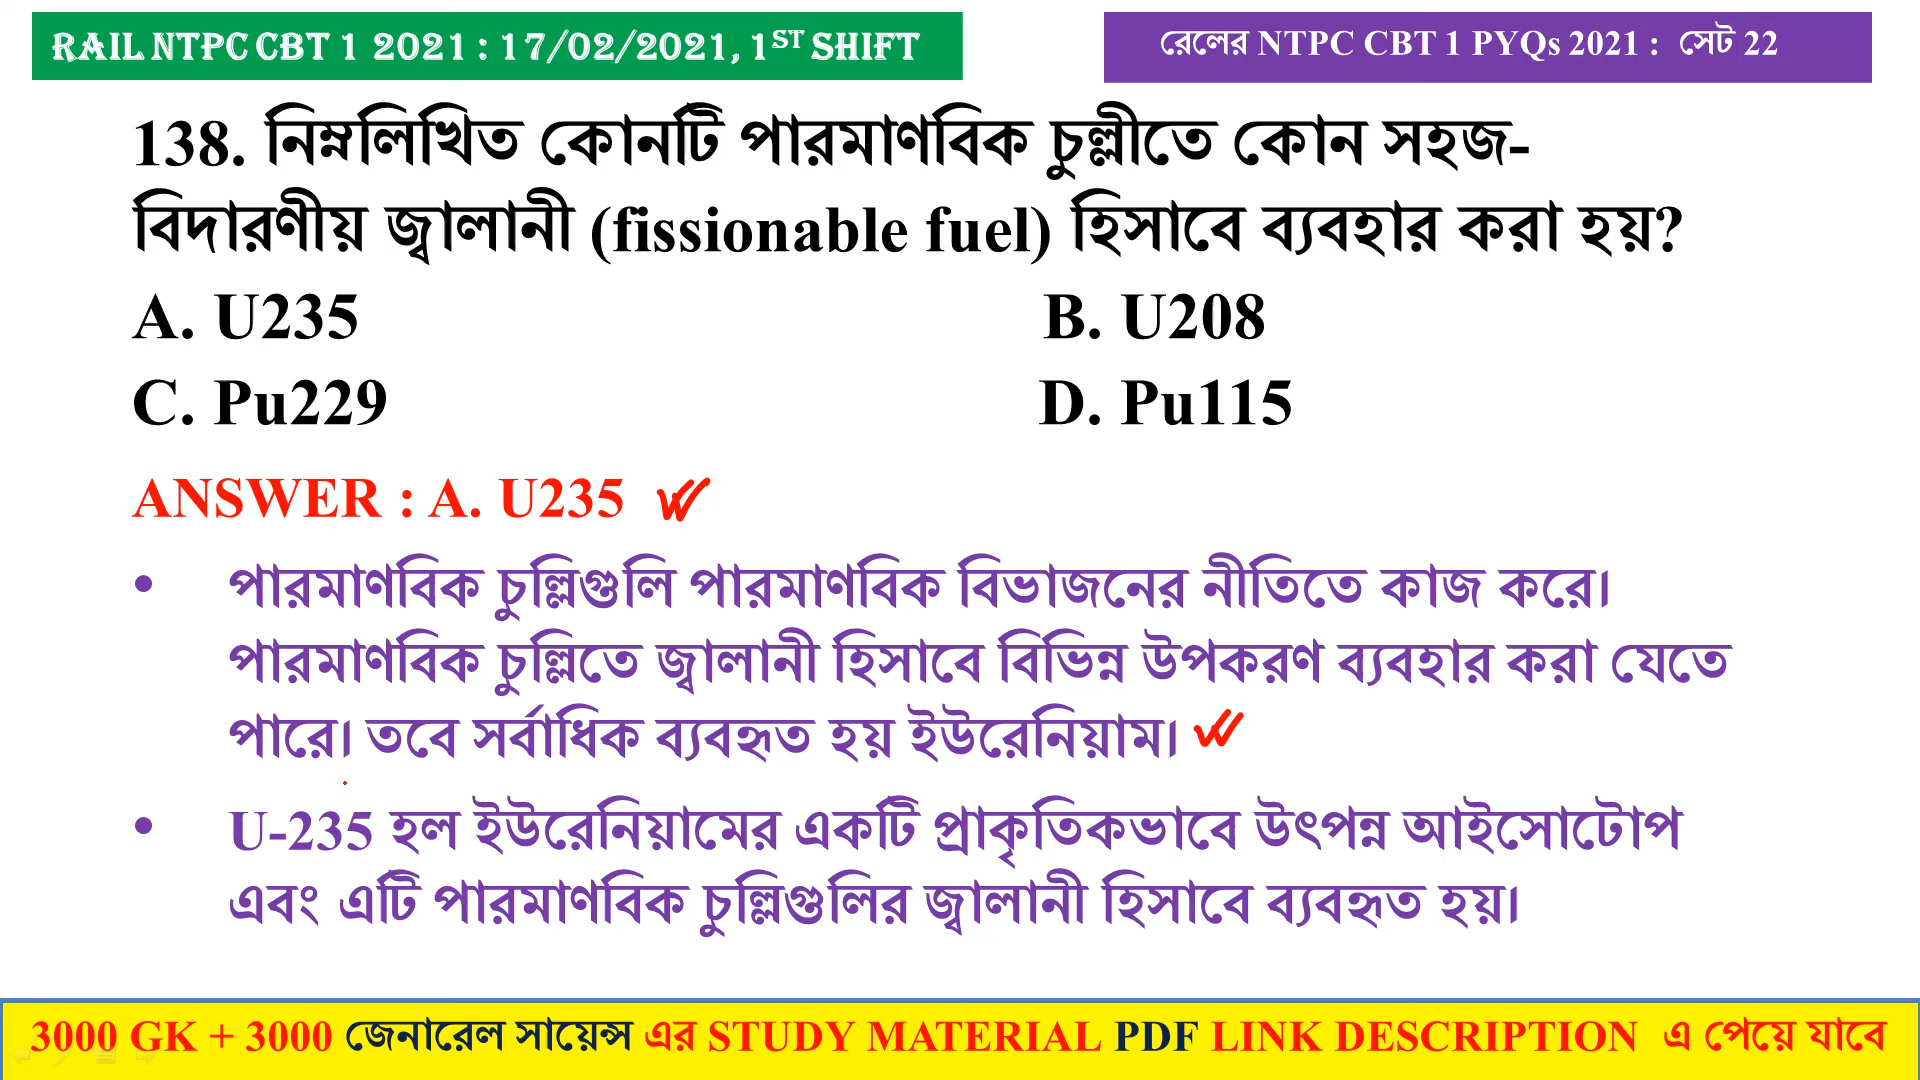 RAIL NTPC CBT 1 2021 : 17/02/2021, 1ST SHIFT
রেলের NTPC CBT 1 PYQs 2021 : সেট 22
138. নিম্নলিখিত কোনটি পারমাণবিক চুল্লীতে কোন সহজ-
বিদারণীয় জ্বালানী (fissionable fuel) হিসাবে ব্যবহার করা হয়?
A. U235 B. U208
C. Pu229 D. Pu115
ANSWER : A. U235
• পারমাণবিক চুল্লিগুলি পারমাণবিক বিভাজনের নীতিতে কাজ করে।
পারমাণবিক চুল্লিতে জ্বালানী হিসাবে বিভিন্ন উপকরণ ব্যবহার করা যেতে
পারে। তবে সর্বাধিক ব্যবহৃত হয় ইউরেনিয়াম।
• U-235 হল ইউরেনিয়ামের একটি প্রাকৃতিকভাবে উৎপন্ন আইসোটোপ
এবং এটি পারমাণবিক চুল্লিগুলির জ্বালানী হিসাবে ব্যবহৃত হয়।
3000 GK + 3000 জেনারেল সায়েন্স এর STUDY MATERIAL PDF LINK DESCRIPTION এ পেয়ে যাবে